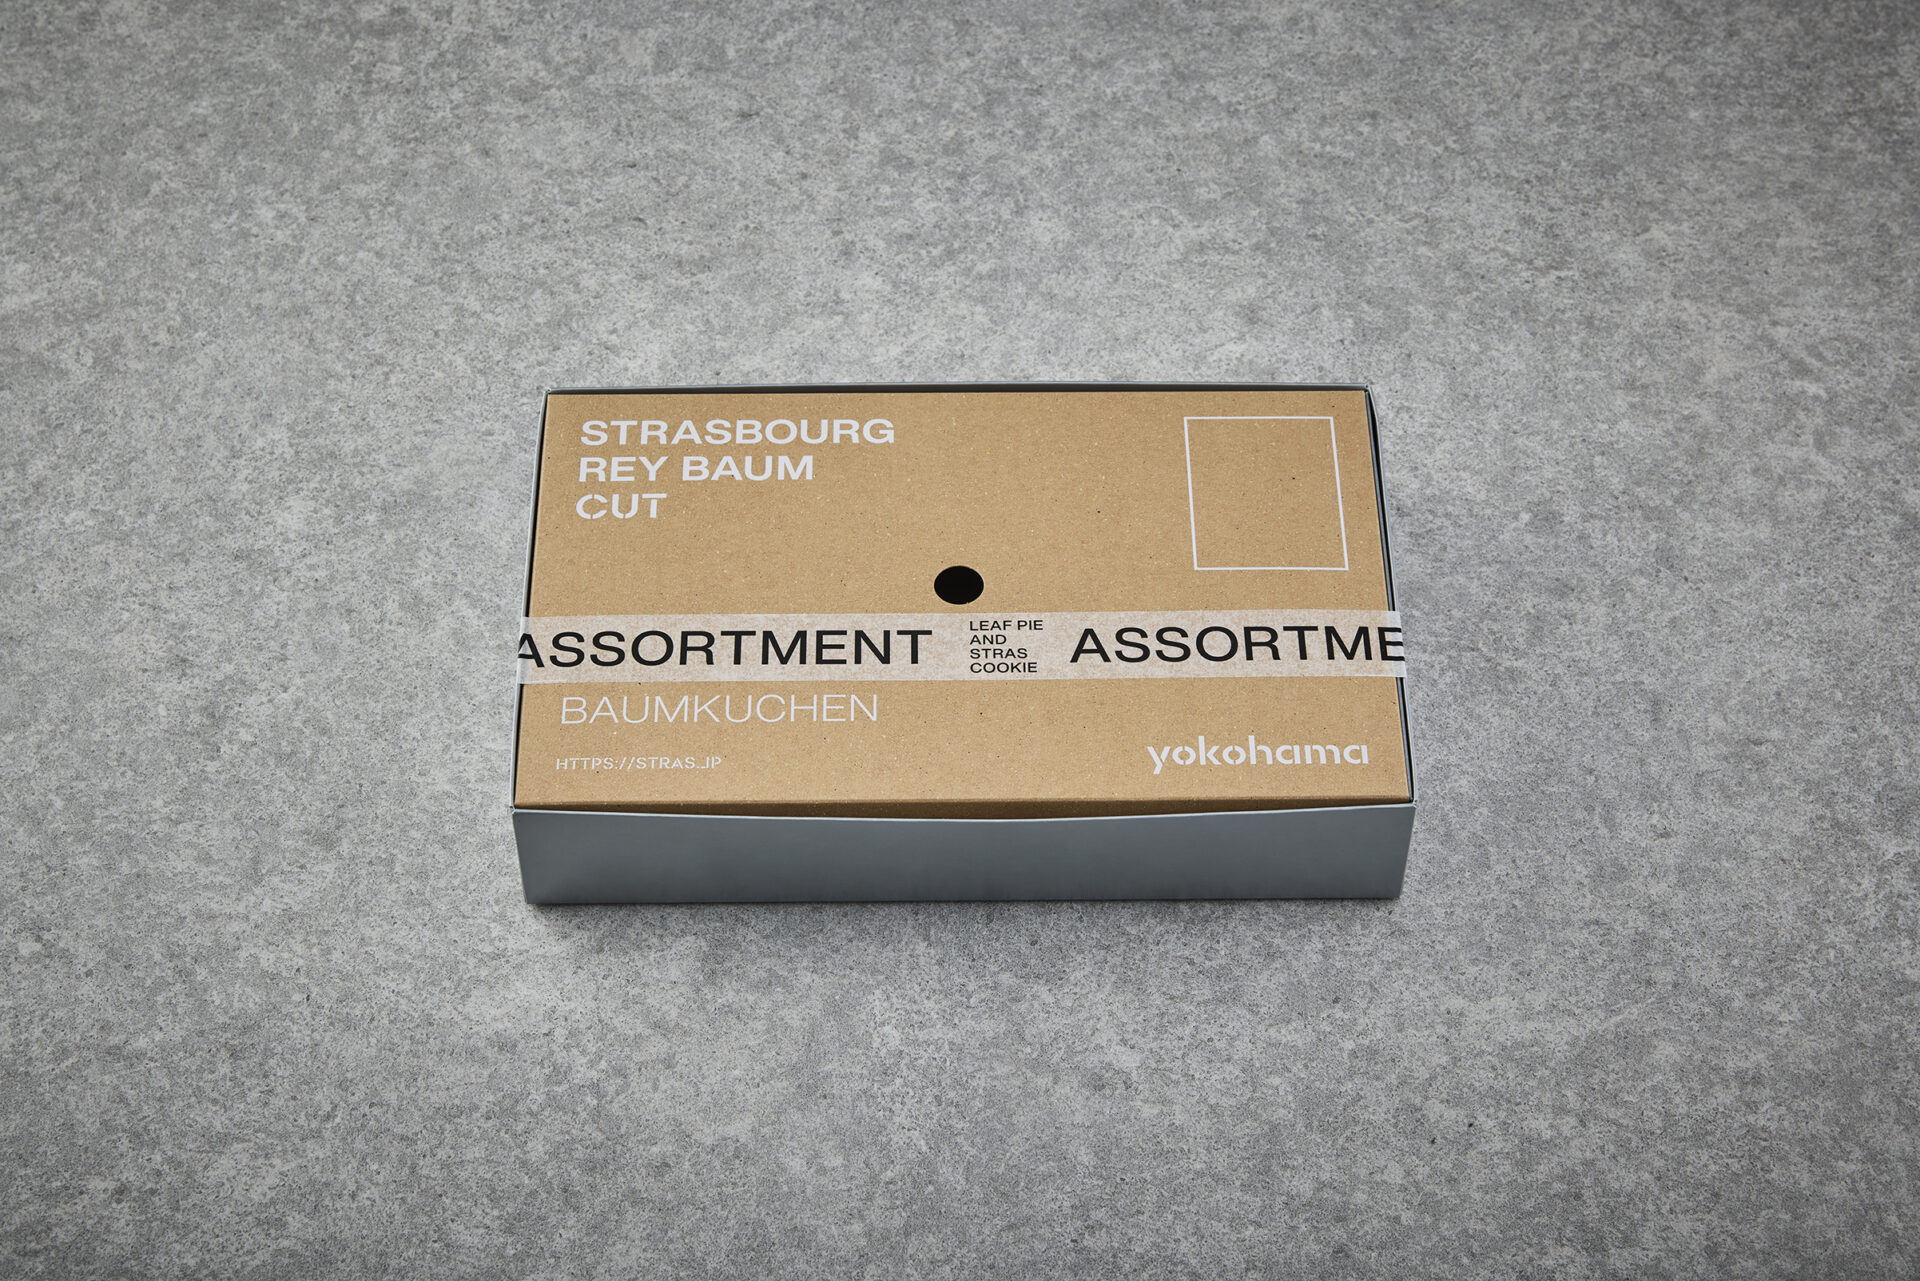 STRASBOURG
REY BAUM
CUT
ASSORTMENT
LEAF PIE
AND
STRAS
COOKIE
ASSORTME
BAUMKUCHEN
HTTPS://STRAS.JP
yokohama